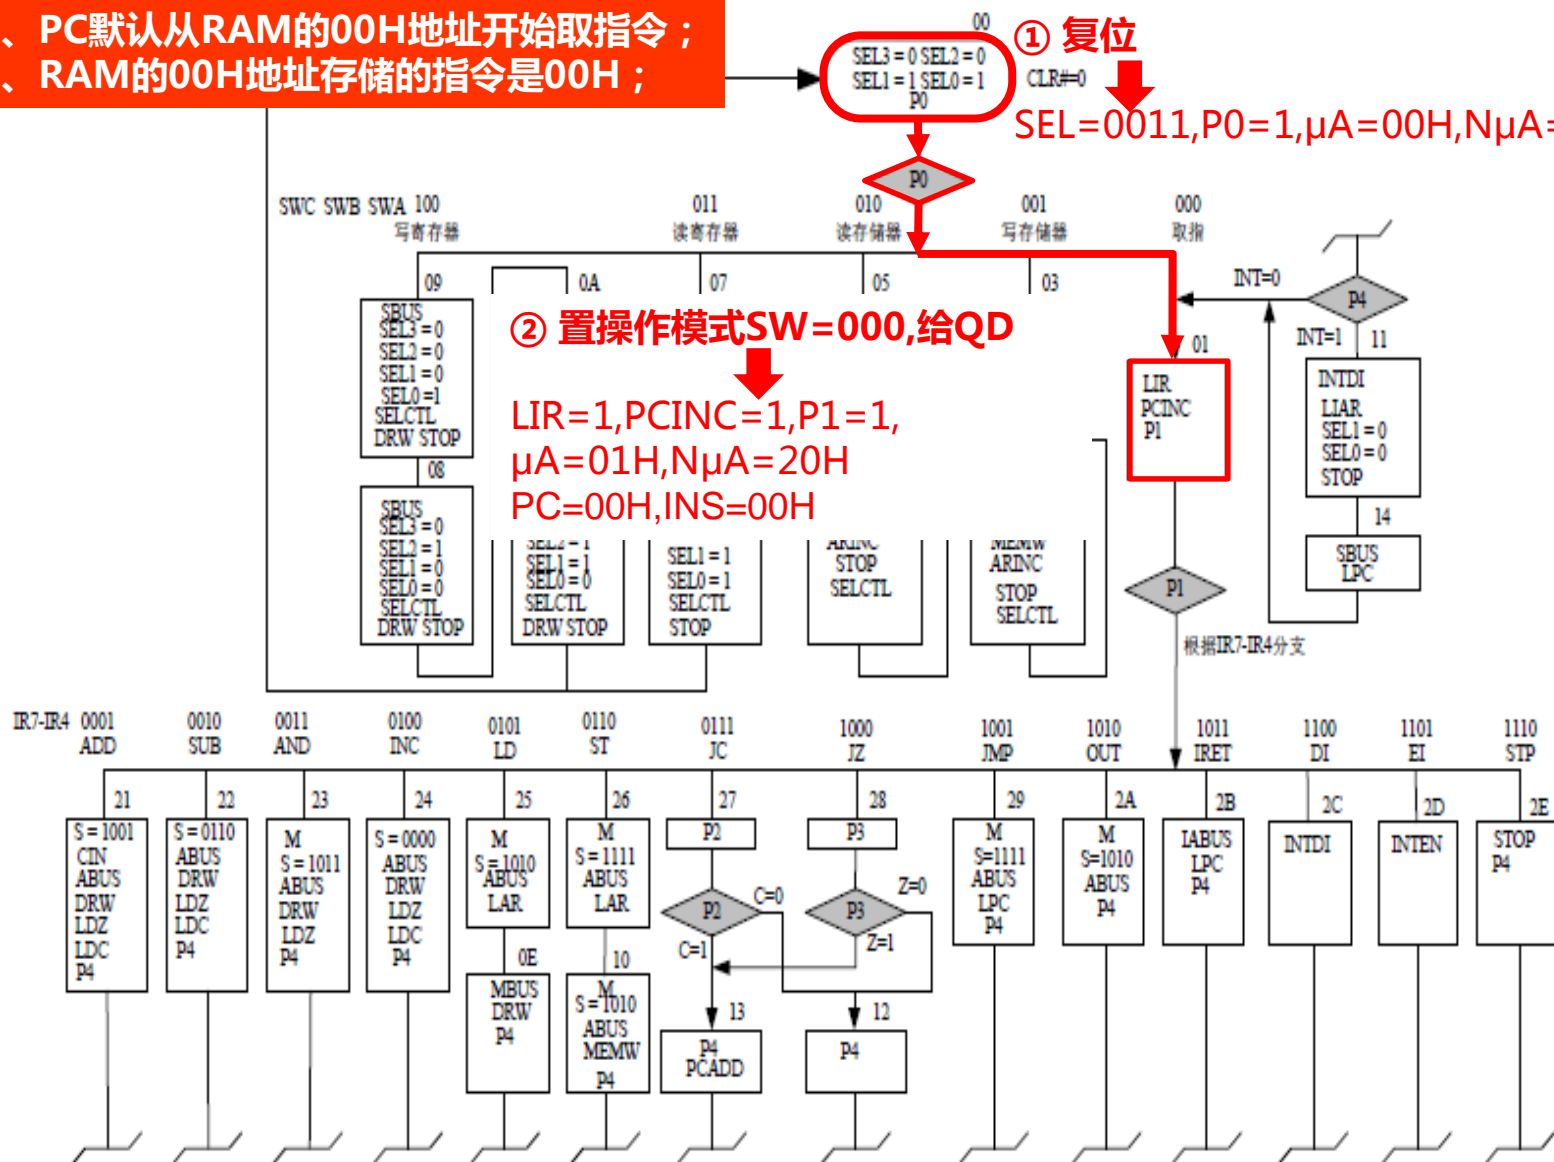 、PC默认从RAM的00H地址开始取指令；
、RAM的00H地址存储的指令是00H；
00
SEL3 = 0 SEL2 = 0
SEL1 = 1 SEL0 = 1
P0
① 复位
CLR#=0
SEL=0011,P0=1,μA=00H,NμA=
P0
SWC SWB SWA 100 011 010 001 000
写寄存器 读寄存器 读存储器 写存储器 取指
09 0A 07 05 03 01
INT=0
P4
INT=1 11
SBUS
SEL3 = 0
SEL2 = 0
SEL1 = 0
SEL0 =1
SELCTL
DRW STOP
② 置操作模式SW=000,给QD
LIR=1,PCINC=1,P1=1,
μA=01H,NμA=20H
PC=00H,INS=00H
LIR
PCINC
P1
INTDI
LIAR
SEL1 = 0
SEL0 = 0
STOP
14
SBUS
LPC
08
SBUS
SEL3 = 0
SEL2 = 1
SEL1 = 0
SEL0 = 0
SELCTL
DRW STOP
SEL2 = 1
SEL1 = 1
SEL0 = 0
SELCTL
DRW STOP
SEL1 = 1
SEL0 = 1
SELCTL
STOP
ARINC
STOP
SELCTL
MEMW
ARINC
STOP
SELCTL
P1
根据IR7-IR4分支
IR7-IR4 0001 0010 0011 0100 0101 0110 0111 1000 1001 1010 1011 1100 1101 1110
ADD SUB AND INC LD ST JC JZ JMP OUT IRET DI EI STP
21 22 23 24 25 26 27 28 29 2A 2B 2C 2D 2E
S = 1001
CIN
ABUS
DRW
LDZ
LDC
P4
S = 0110
ABUS
DRW
LDZ
LDC
P4
M
S = 1011
ABUS
DRW
LDZ
P4
S = 0000
ABUS
DRW
LDZ
LDC
P4
M
S = 1010
ABUS
LAR
0E
MBUS
DRW
P4
M
S = 1111
ABUS
LAR
10
M
S = 1010
ABUS
MEMW
P4
P2
P2
C=0
C=1
13
P4
PCADD
P3
P3
Z=0
Z=1
12
P4
M
S=1111
ABUS
LPC
P4
M
S=1010
ABUS
P4
IABUS
LPC
P4
INTDI
INTEN
STOP
P4